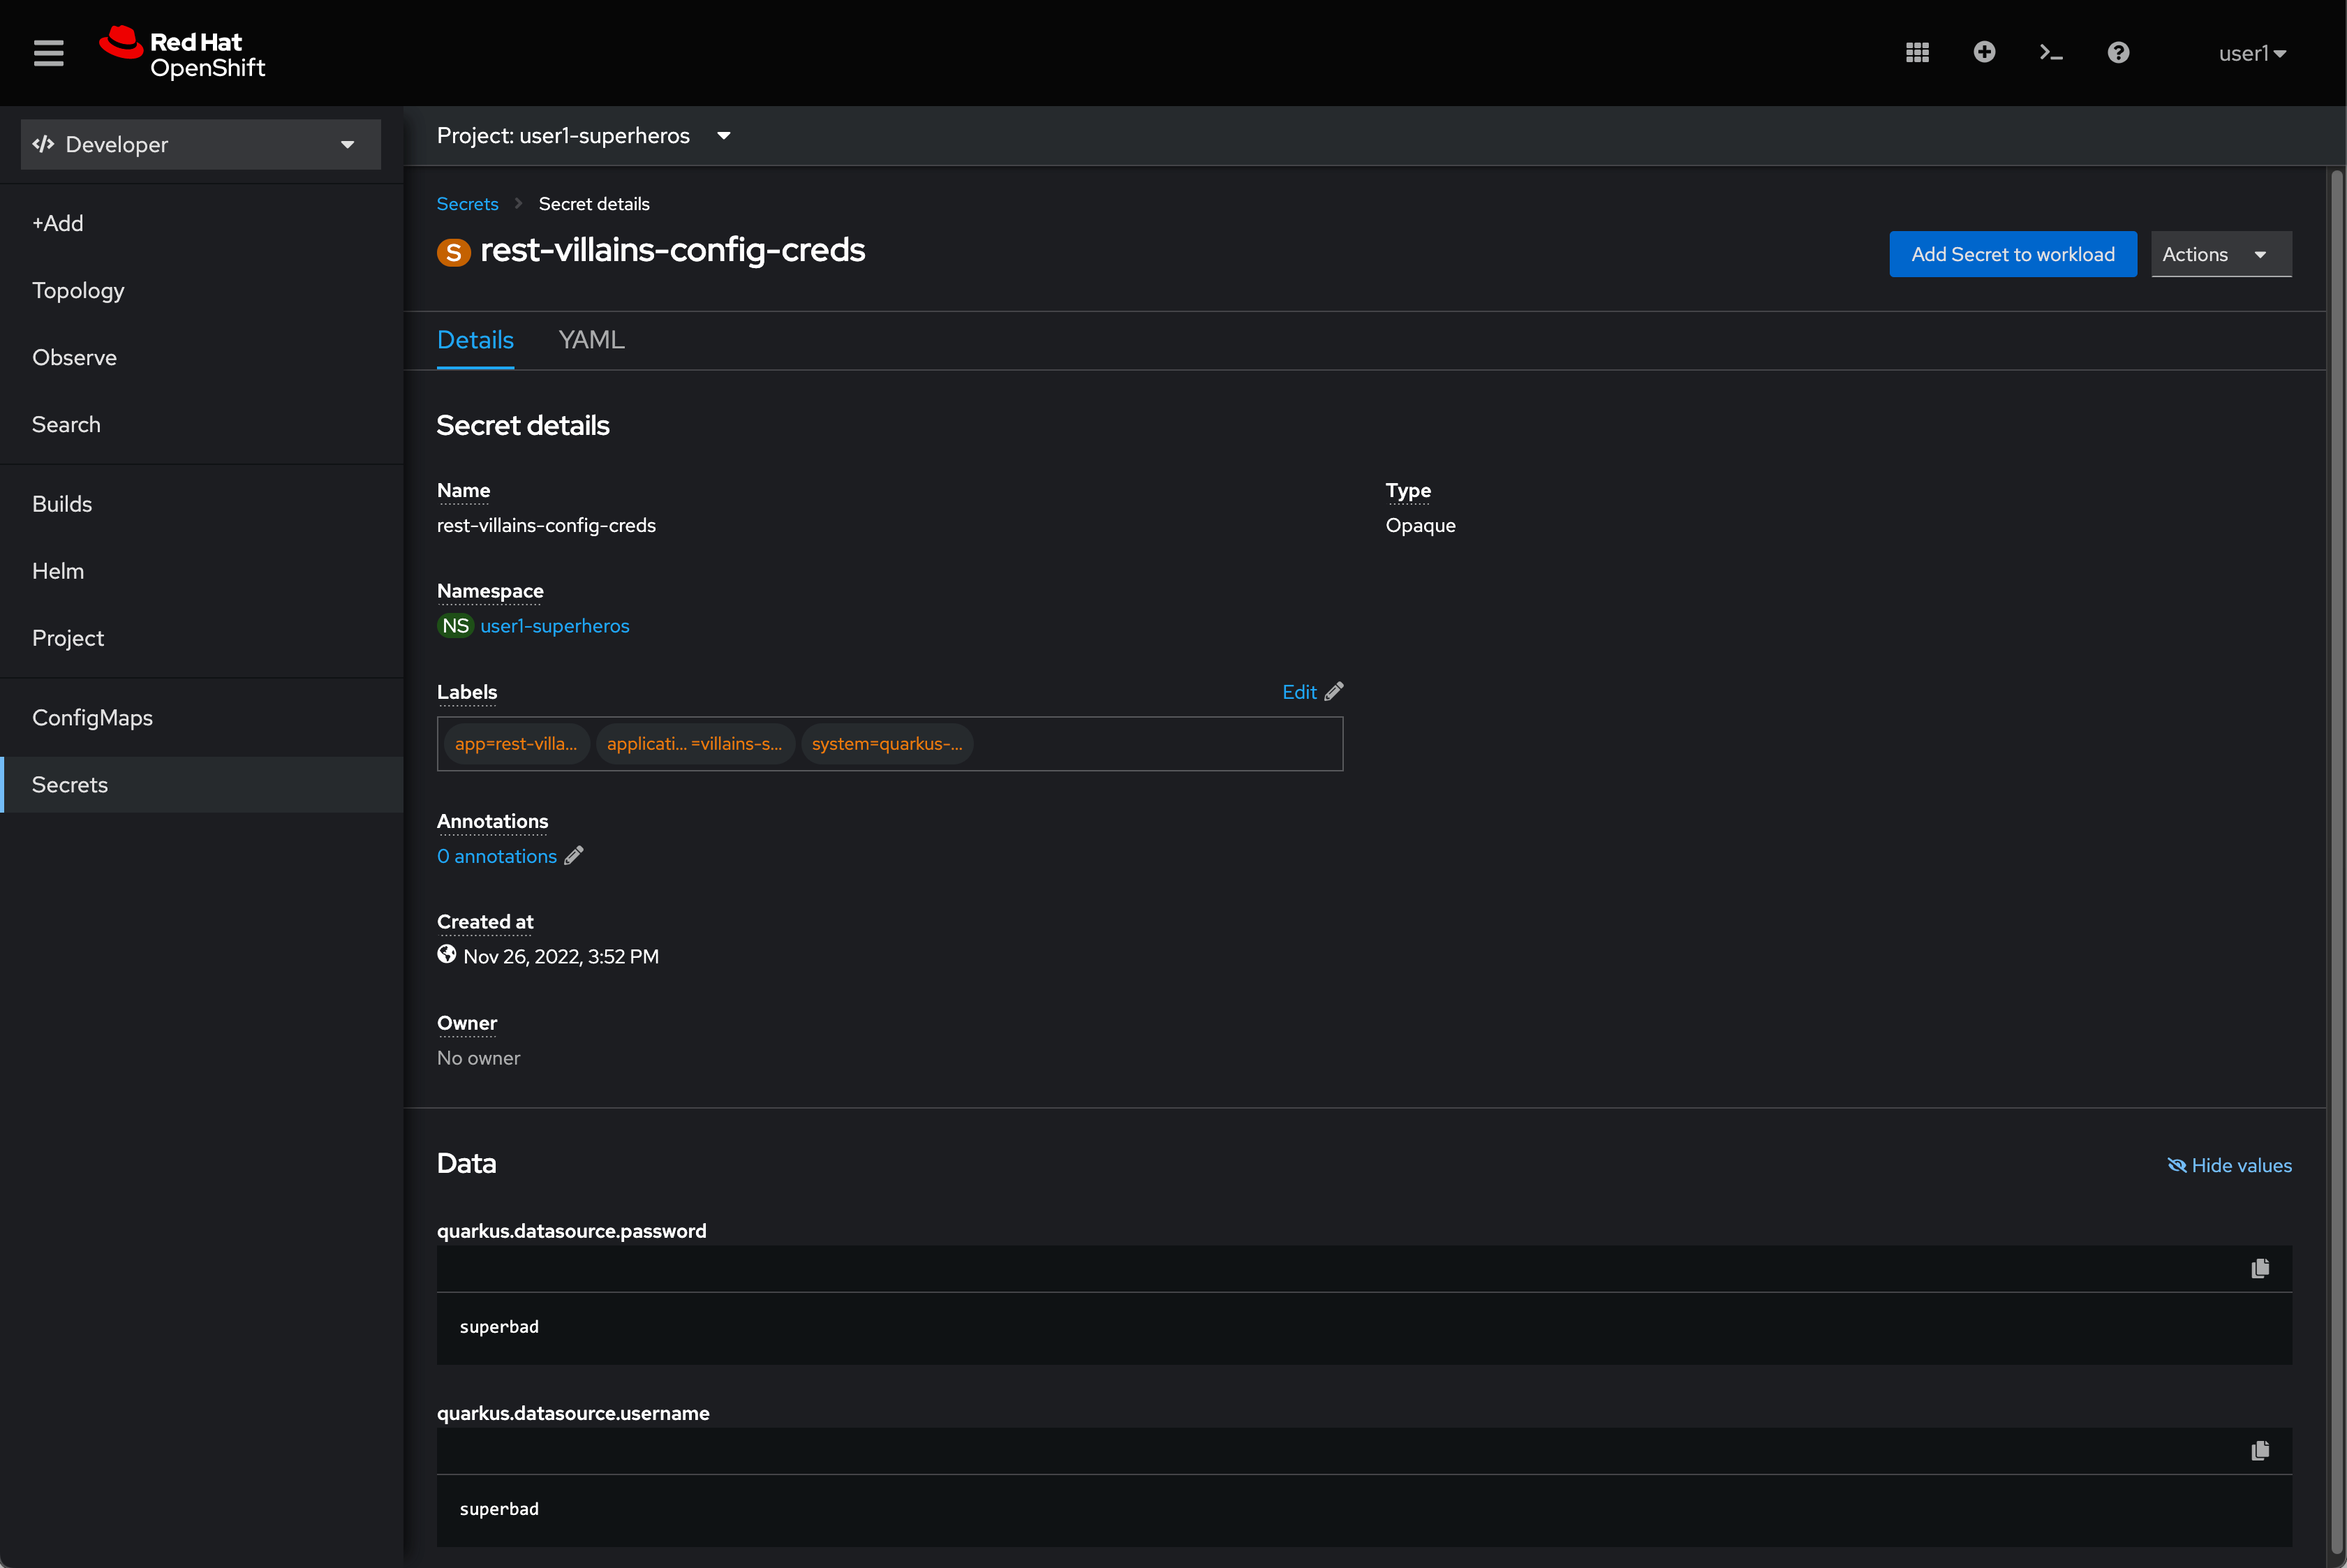 Red Hat
OpenShift
user1
Developer
Project: user1-superheros
+Add
Topology
Observe
Search
Builds
Helm
Project
ConfigMaps
Secrets
Secrets > Secret details
S rest-villains-config-creds
Add Secret to workload
Actions
Details YAML
Secret details
Name
rest-villains-config-creds
Type
Opaque
Namespace
NS user1-superheros
Labels
Edit
app=rest-villa... applicati... =villains-s... system=quarkus-...
Annotations
0 annotations
Created at
Nov 26, 2022, 3:52 PM
Owner
No owner
Data
Hide values
quarkus.datasource.password
superbad
quarkus.datasource.username
superbad